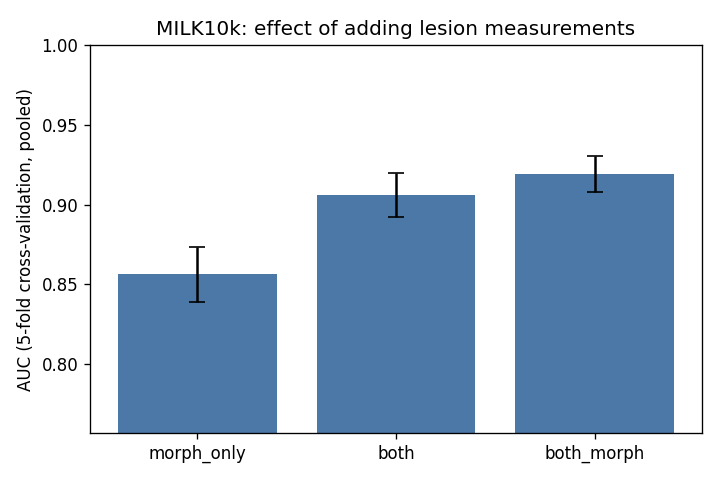 MILK10k: effect of adding lesion measurements
AUC (5-fold cross-validation, pooled)
1.00
0.95
0.90
0.85
0.80
morph_only
both
both_morph